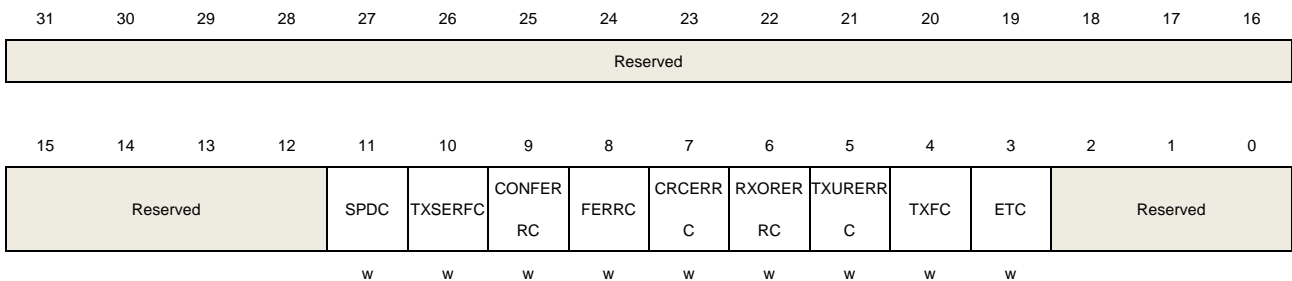 31 30 29 28 27 26 25 24 23 22 21 20 19 18 17 16
Reserved
15 14 13 12 11 10 9 8 7 6 5 4 3 2 1 0
Reserved SPDC TXSERFC CONFER FERRC CRCERR RXORER TXURERR TXFC ETC Reserved
RC C RC C
w w w w w w w w w